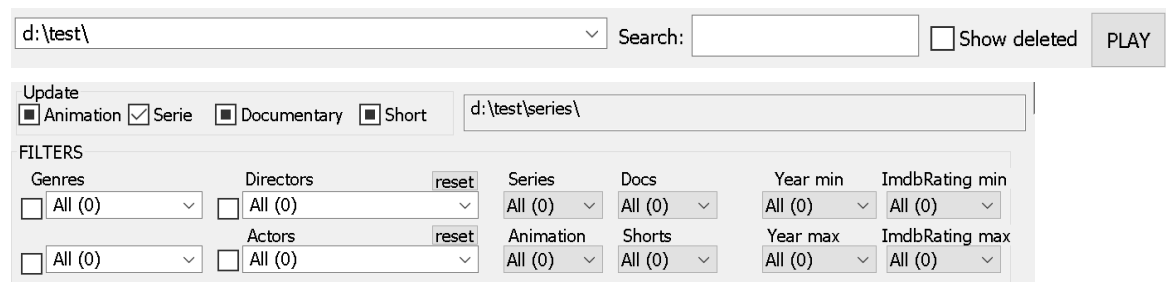 d:\test\ Search: Show deleted PLAY
Update
Animation Serie Documentary Short d:\test\series\
FILTERS
Genres Directors reset Series Docs Year min ImdbRating min
All (0) All (0) All (0) All (0) All (0) All (0)
Actors reset Animation Shorts Year max ImdbRating max
All (0) All (0) All (0) All (0) All (0) All (0)